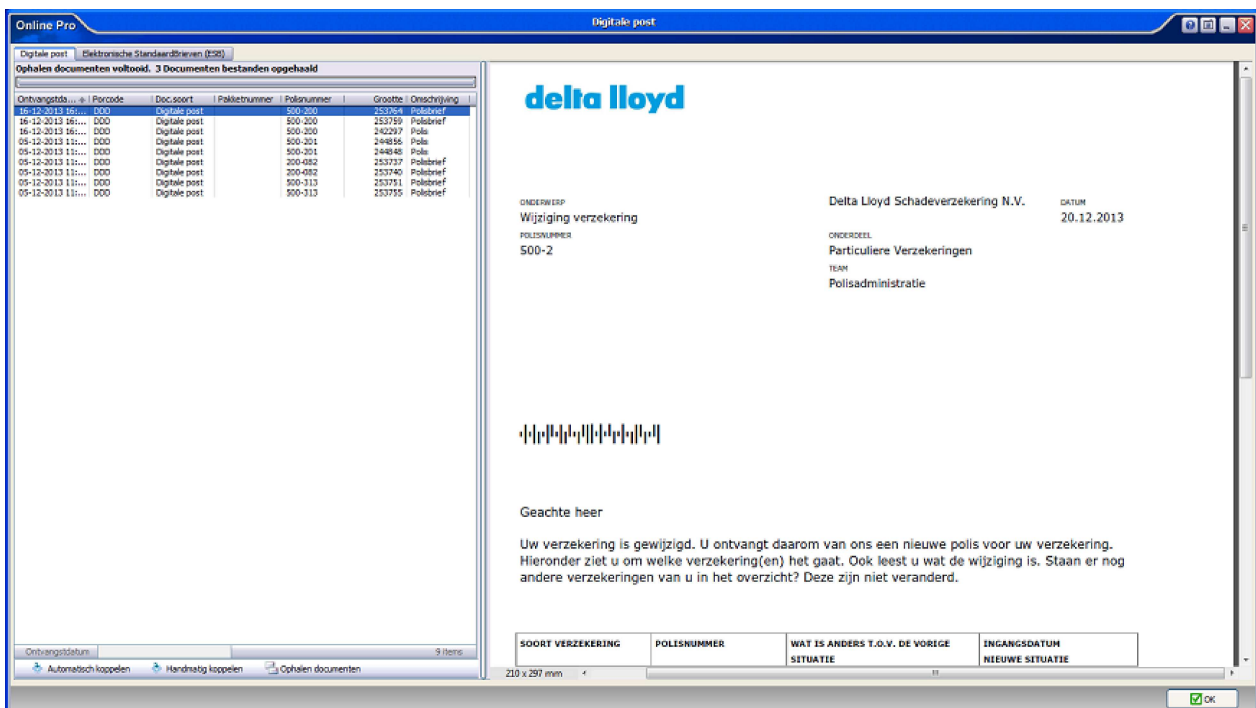 Online Pro
Digitale post
Digitale post Elektronische StandaardBrieven (ESB)
Ophalen documenten voltooid. 3 Documenten bestanden opgehaald
Ontvangstda... Porcode Doc.soort Pakketnummer Polisnummer Grootte Omschrijving
16-12-2013 16:... DDD Digitale post 500-200 253764 Polisbrief
16-12-2013 16:... DDD Digitale post 500-200 253759 Polisbrief
16-12-2013 16:... DDD Digitale post 500-200 242297 Polis
05-12-2013 11:... DDD Digitale post 500-201 244856 Polis
05-12-2013 11:... DDD Digitale post 500-201 244848 Polis
05-12-2013 11:... DDD Digitale post 200-082 253737 Polisbrief
05-12-2013 11:... DDD Digitale post 200-082 253740 Polisbrief
05-12-2013 11:... DDD Digitale post 500-313 253751 Polisbrief
05-12-2013 11:... DDD Digitale post 500-313 253755 Polisbrief
Ontvangstdatum 9 items
Automatisch koppelen Handmatig koppelen Ophalen documenten
delta lloyd
ONDERWERP
Wijziging verzekering
POLISNUMMER
500-2
Delta Lloyd Schadeverzekering N.V.
ONDERDEEL
Particuliere Verzekeringen
TEAM
Polisadministratie
DATUM
20.12.2013
Geachte heer
Uw verzekering is gewijzigd. U ontvangt daarom van ons een nieuwe polis voor uw verzekering.
Hieronder ziet u om welke verzekering(en) het gaat. Ook leest u wat de wijziging is. Staan er nog
andere verzekeringen van u in het overzicht? Deze zijn niet veranderd.
SOORT VERZEKERING POLISNUMMER WAT IS ANDERS T.O.V. DE VORIGE INGANGSDATUM
SITUATIE NIEUWE SITUATIE
210 x 297 mm
OK